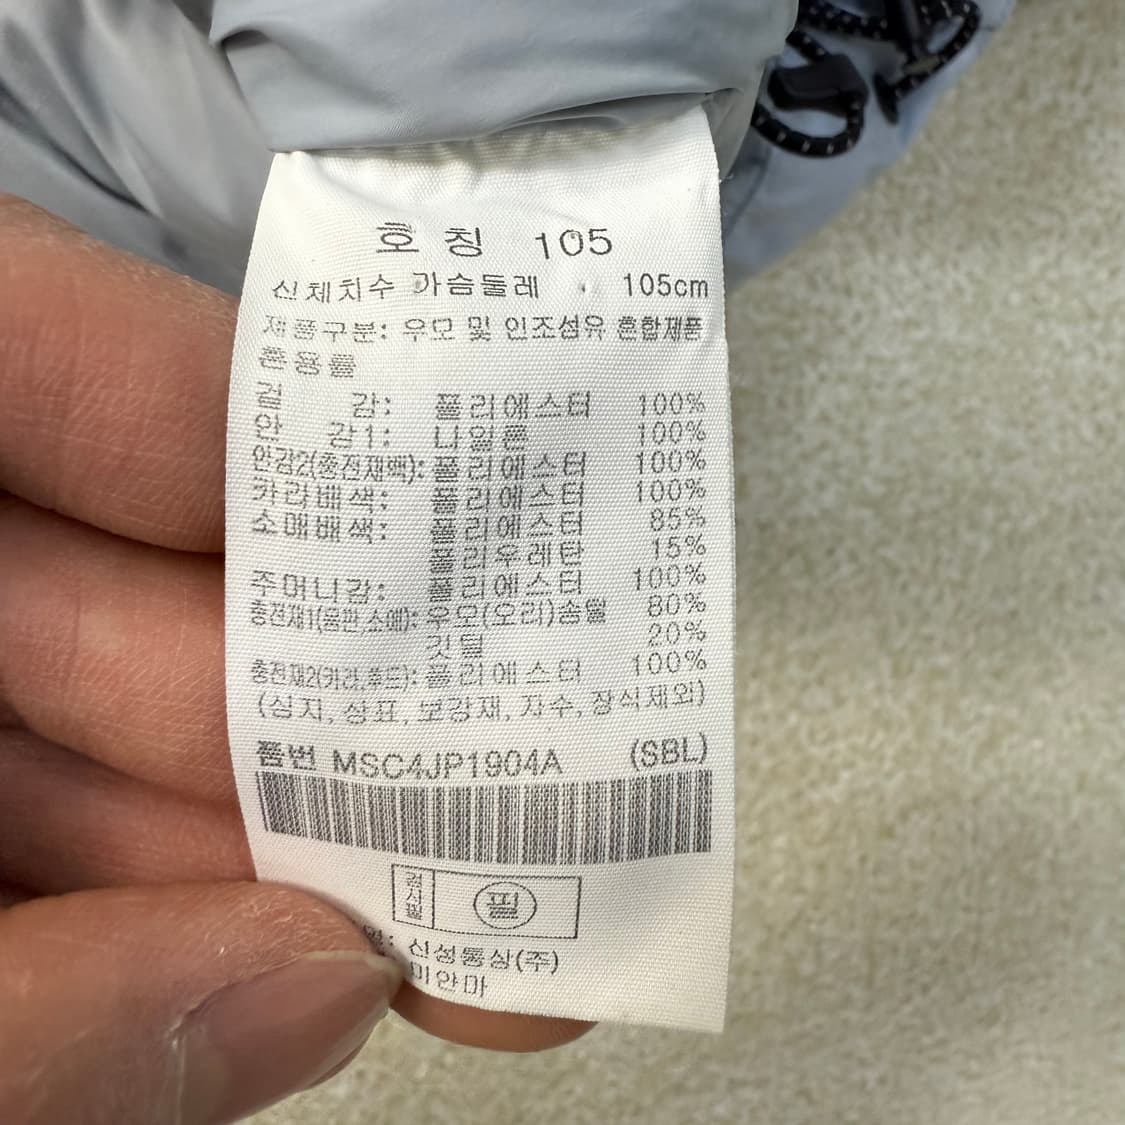 호칭 105
신체치수 가슴둘레 105cm
제품구분: 우모 및 인조섬유 혼합제품
혼용률
겉 감: 폴리에스터 100%
안 감1: 나일론 100%
안감2(충전재백): 폴리에스터 100%
카라배색: 폴리에스터 100%
소매배색: 폴리에스터 85%
폴리우레탄 15%
주머니감: 폴리에스터 100%
충전재1(몸판,소매): 우모(오리)솜털 80%
깃털 20%
충전재2(카라,후드): 폴리에스터 100%
(심지, 상표, 보강재, 자수, 장식제외)
품번 MSC4JP1904A (SBL)
검사필 필
신성통상(주)
미얀마